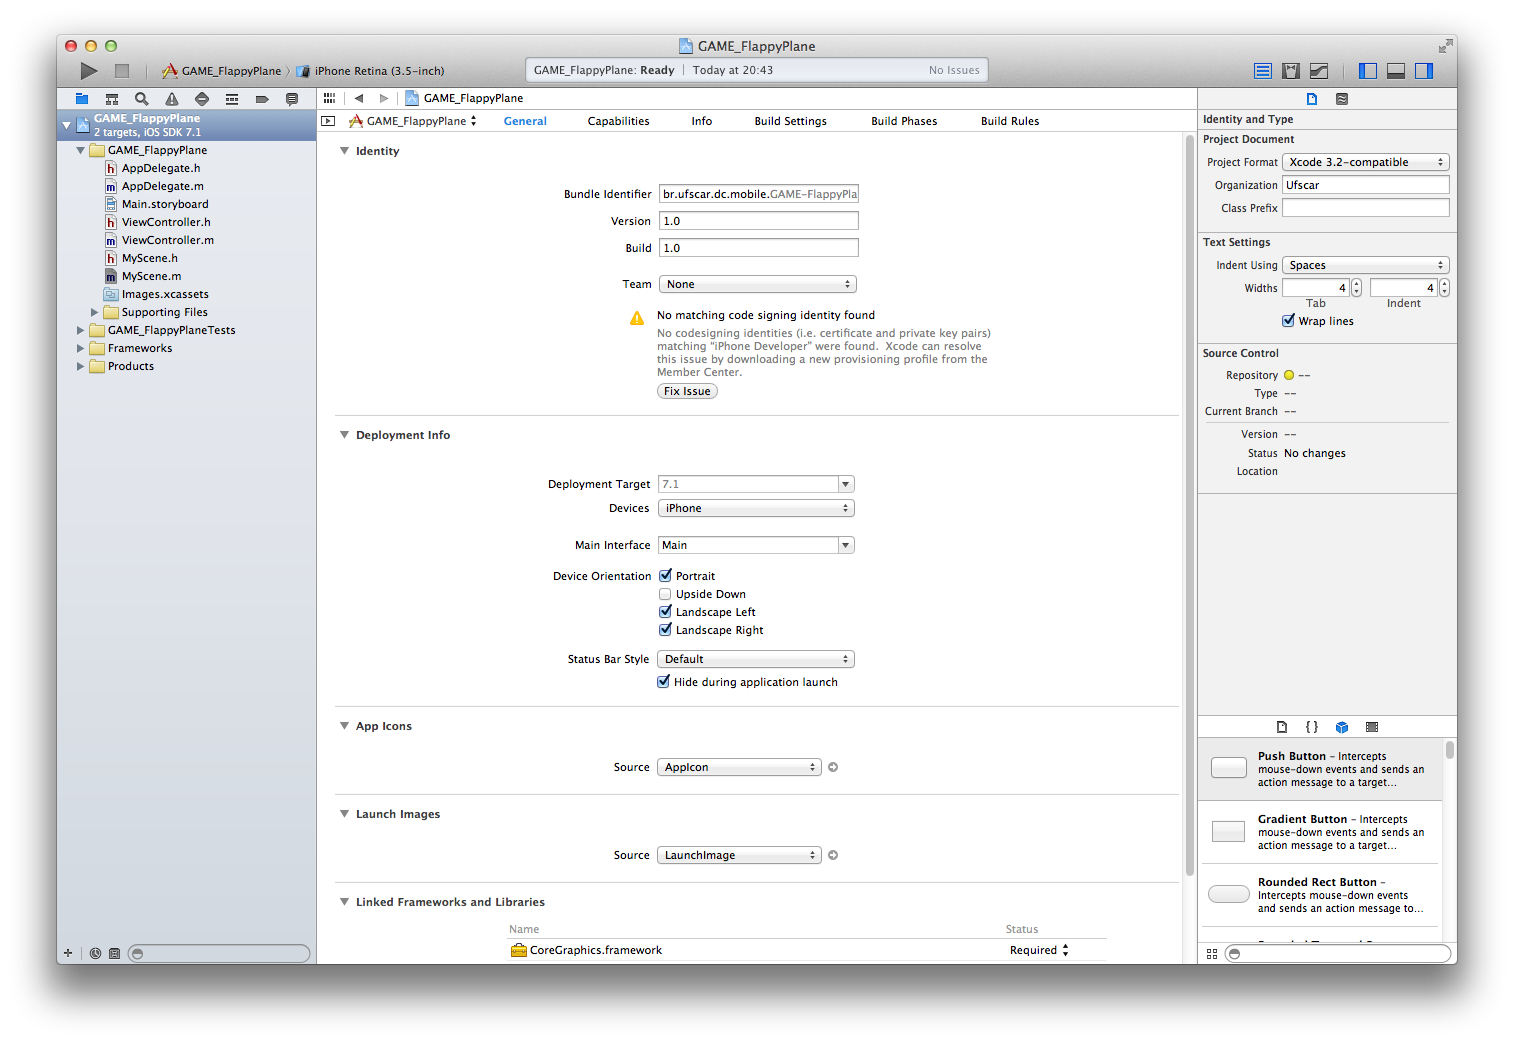 GAME_FlappyPlane
GAME_FlappyPlane
iPhone Retina (3.5-inch)
GAME_FlappyPlane: Ready
Today at 20:43
No Issues
GAME_FlappyPlane
2 targets, iOS SDK 7.1
GAME_FlappyPlane
h AppDelegate.h
m AppDelegate.m
Main.storyboard
h ViewController.h
m ViewController.m
h MyScene.h
m MyScene.m
Images.xcassets
Supporting Files
GAME_FlappyPlaneTests
Frameworks
Products
GAME_FlappyPlane
GAME_FlappyPlane
General
Capabilities
Info
Build Settings
Build Phases
Build Rules
Identity
Bundle Identifier br.ufscar.dc.mobile.GAME-FlappyPla
Version 1.0
Build 1.0
Team None
No matching code signing identity found
No codesigning identities (i.e. certificate and private key pairs)
matching "iPhone Developer" were found. Xcode can resolve
this issue by downloading a new provisioning profile from the
Member Center.
Fix Issue
Deployment Info
Deployment Target 7.1
Devices iPhone
Main Interface Main
Device Orientation Portrait
Upside Down
Landscape Left
Landscape Right
Status Bar Style Default
Hide during application launch
App Icons
Source AppIcon
Launch Images
Source LaunchImage
Linked Frameworks and Libraries
Name Status
CoreGraphics.framework Required
Identity and Type
Project Document
Project Format Xcode 3.2-compatible
Organization Ufscar
Class Prefix
Text Settings
Indent Using Spaces
Widths 4 4
Tab Indent
Wrap lines
Source Control
Repository --
Type --
Current Branch --
Version --
Status No changes
Location
{ }
Push Button - Intercepts
mouse-down events and sends an
action message to a target...
Gradient Button - Intercepts
mouse-down events and sends an
action message to a target...
Rounded Rect Button -
Intercepts mouse-down events
and sends an action message to...